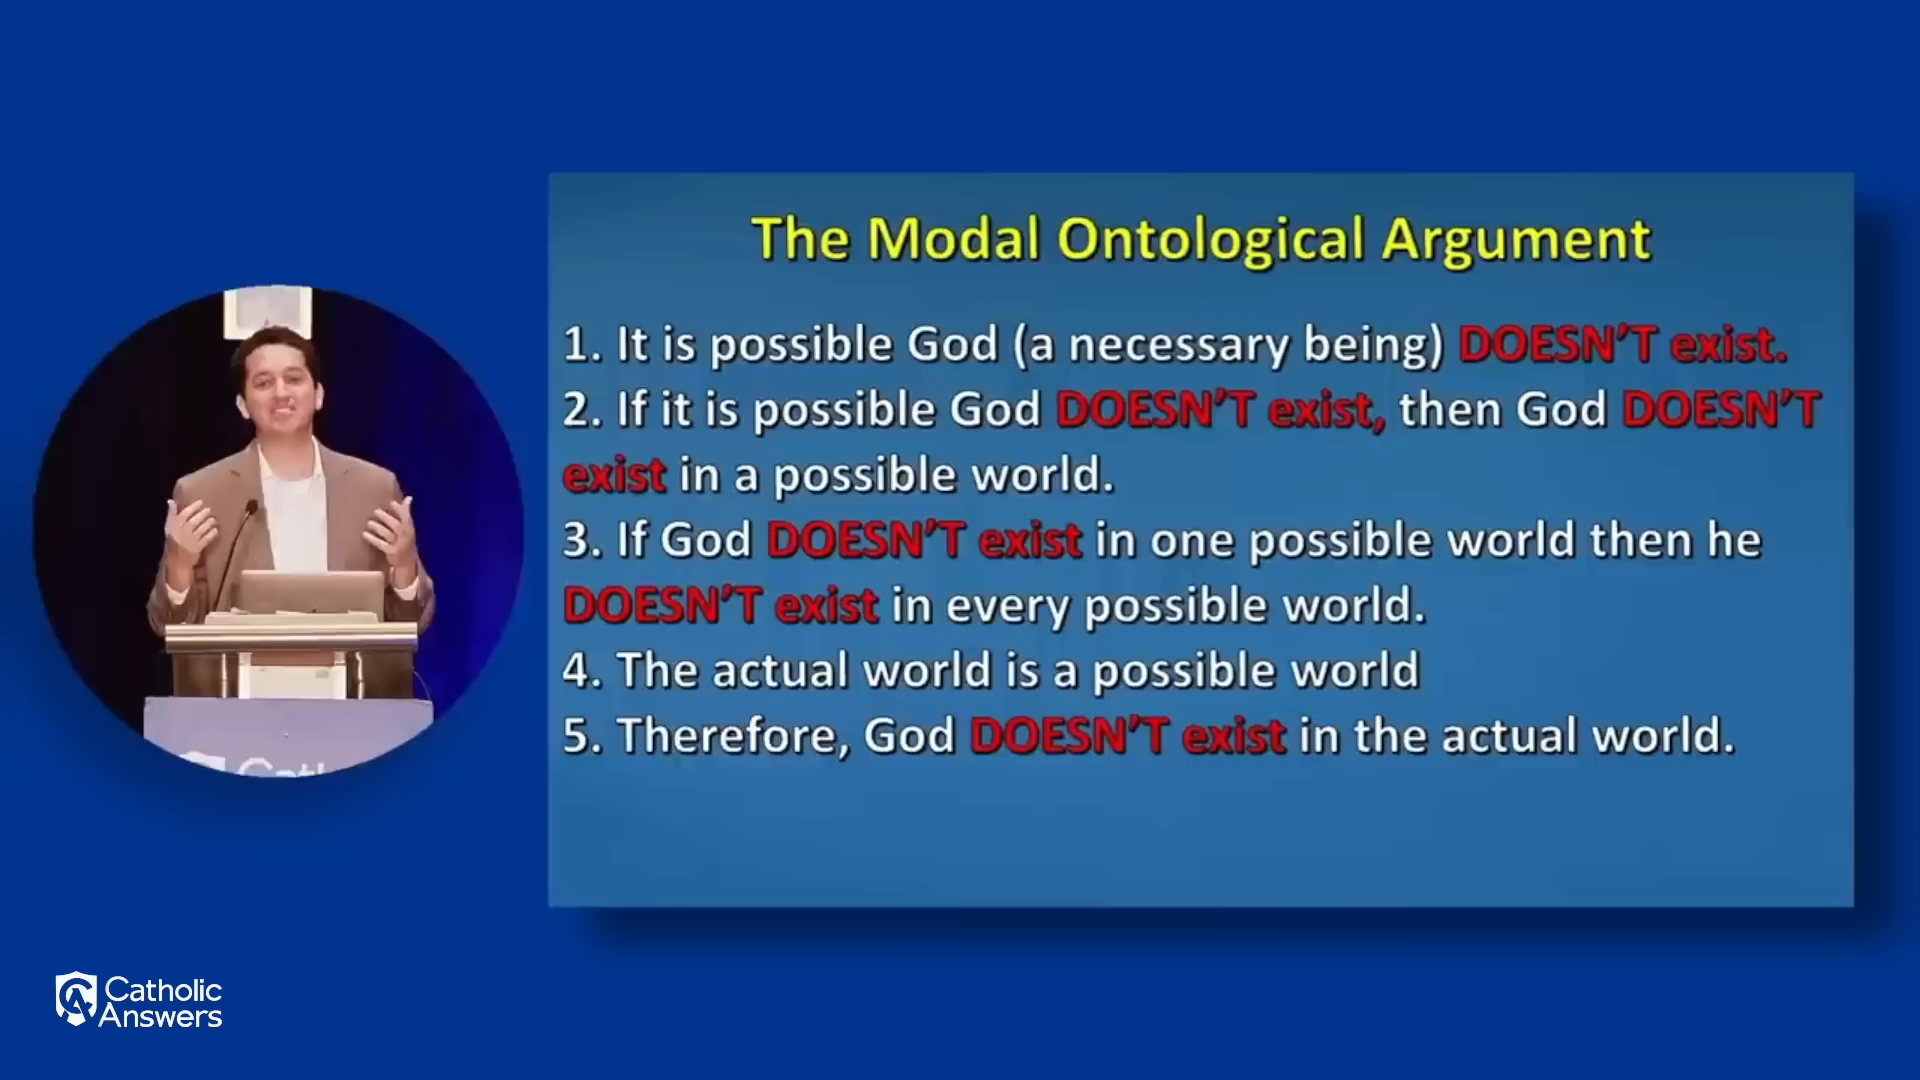 The Modal Ontological Argument
1. It is possible God (a necessary being) DOESN'T exist.
2. If it is possible God DOESN'T exist, then God DOESN'T
exist in a possible world.
3. If God DOESN'T exist in one possible world then he
DOESN'T exist in every possible world.
4. The actual world is a possible world
5. Therefore, God DOESN'T exist in the actual world.
Cath
Catholic
Answers